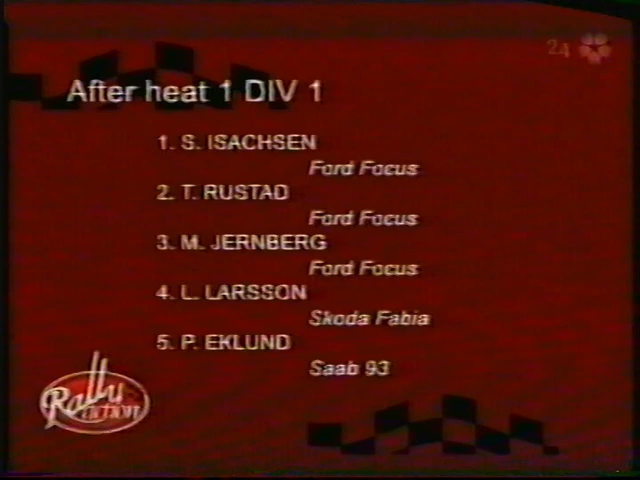 24
After heat 1 DIV 1
1. S. ISACHSEN
Ford Focus
2. T. RUSTAD
Ford Focus
3. M. JERNBERG
Ford Focus
4. L. LARSSON
Skoda Fabia
5. P. EKLUND
Saab 93
Rally
action